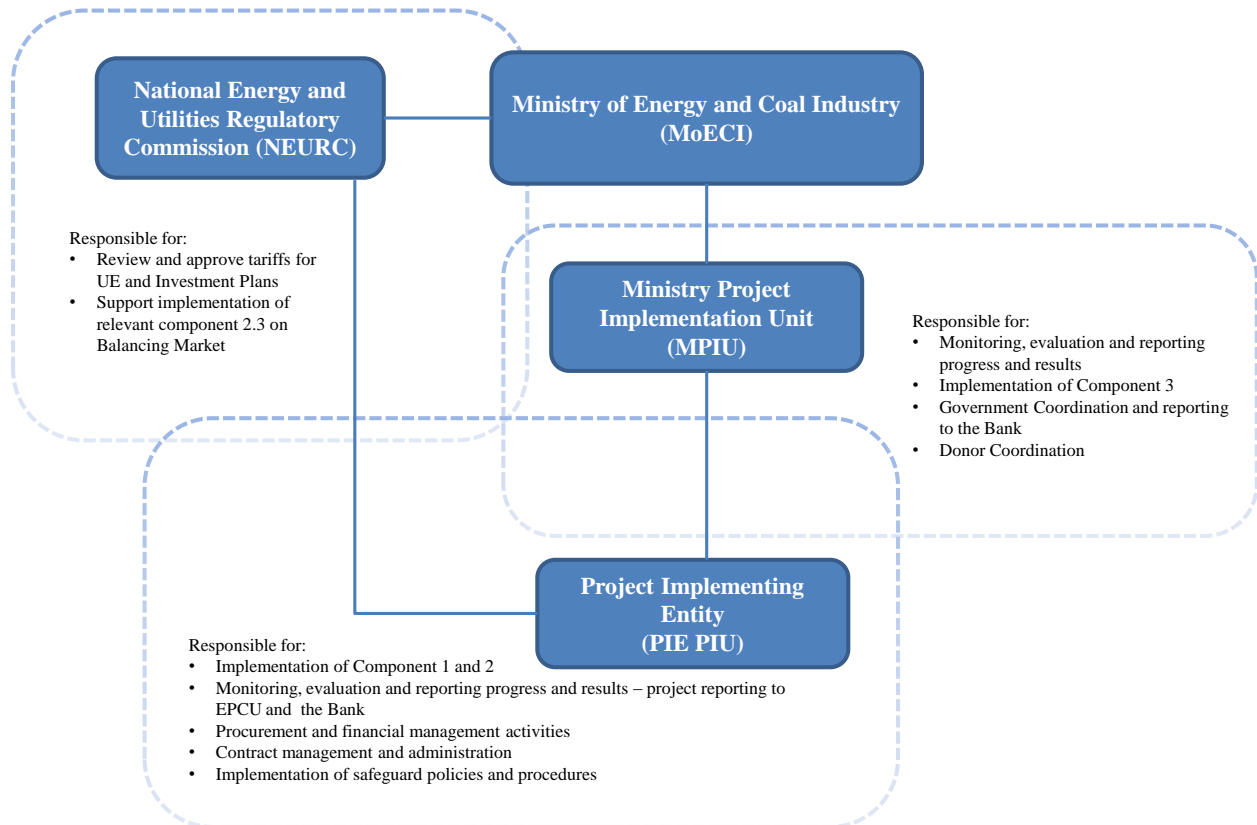 National Energy and
Utilities Regulatory
Commission (NEURC)
Ministry of Energy and Coal Industry
(MoECI)
Responsible for:
• Review and approve tariffs for
UE and Investment Plans
• Support implementation of
relevant component 2.3 on
Balancing Market
Ministry Project
Implementation Unit
(MPIU)
Responsible for:
• Monitoring, evaluation and reporting
progress and results
• Implementation of Component 3
• Government Coordination and reporting
to the Bank
• Donor Coordination
Project Implementing
Entity
(PIE PIU)
Responsible for:
• Implementation of Component 1 and 2
• Monitoring, evaluation and reporting progress and results – project reporting to
EPCU and the Bank
• Procurement and financial management activities
• Contract management and administration
• Implementation of safeguard policies and procedures